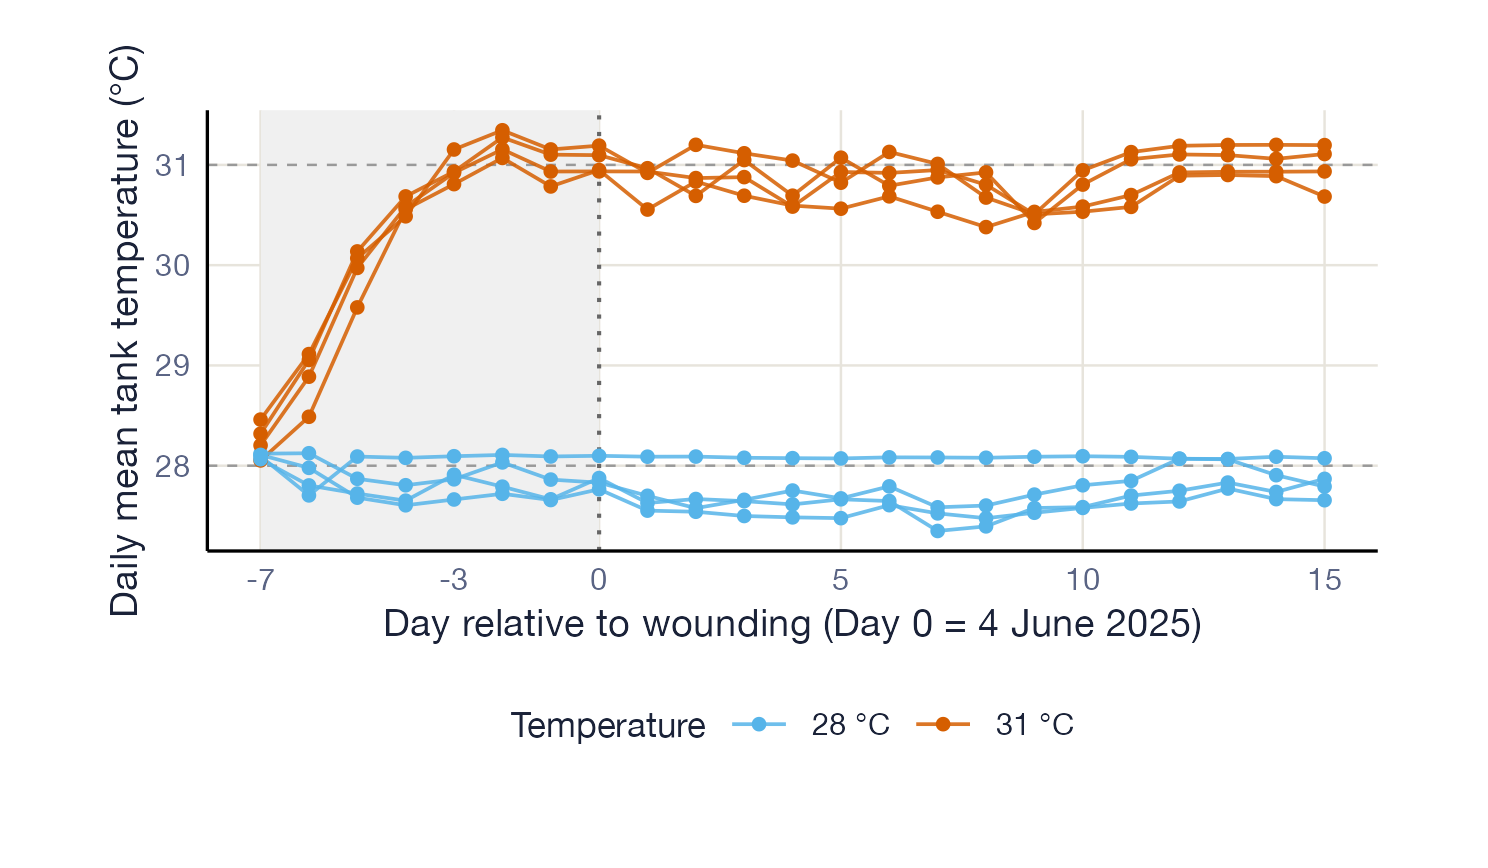 Daily mean tank temperature (°C)
31
30
29
28
-7 -3 0 5 10 15
Day relative to wounding (Day 0 = 4 June 2025)
Temperature 28 °C 31 °C